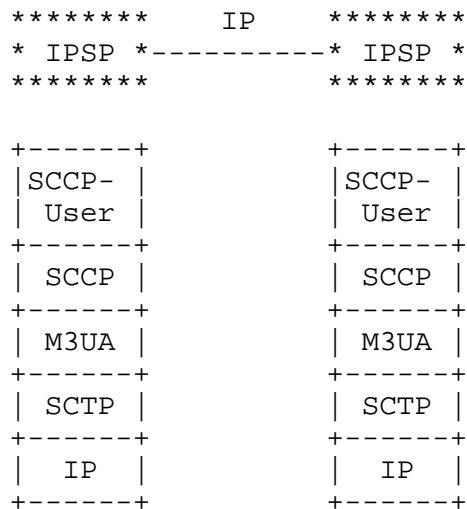 ********     IP     ********
* IPSP *----------* IPSP *
********            ********

+------+            +------+
|SCCP- |            |SCCP- |
| User |            | User |
+------+            +------+
| SCCP |            | SCCP |
+------+            +------+
| M3UA |            | M3UA |
+------+            +------+
| SCTP |            | SCTP |
+------+            +------+
|  IP  |            |  IP  |
+------+            +------+